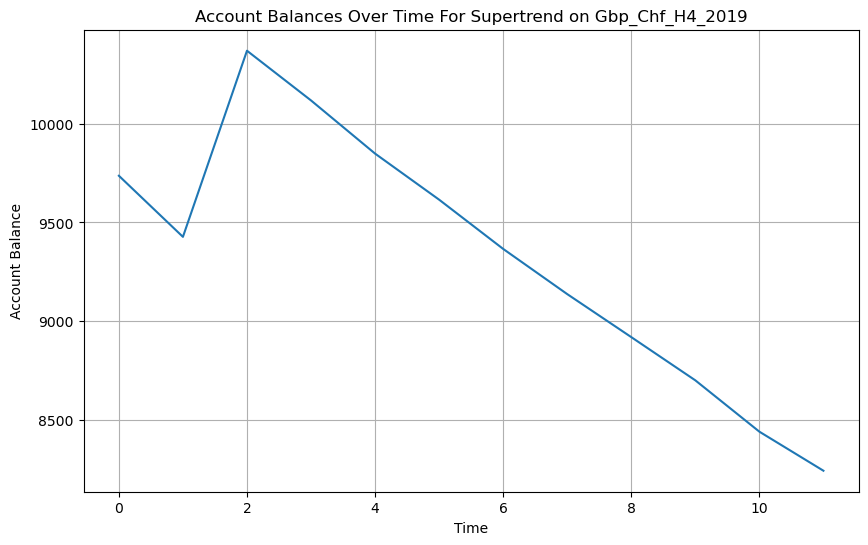 Account Balances Over Time For Supertrend on Gbp_Chf_H4_2019
Account Balance
10000
9500
9000
8500
0 2 4 6 8 10
Time